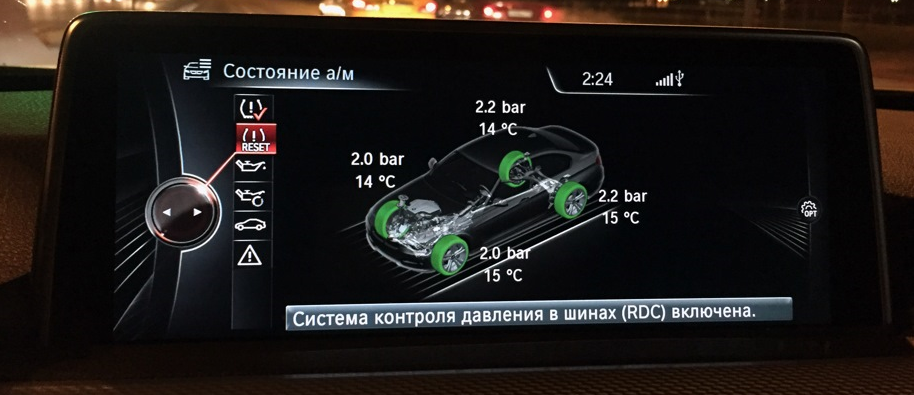 Состояние а/м
2:24
RESET
2.2 bar
14 °C
2.0 bar
14 °C
2.2 bar
15 °C
2.0 bar
15 °C
OPT
Система контроля давления в шинах (RDC) включена.